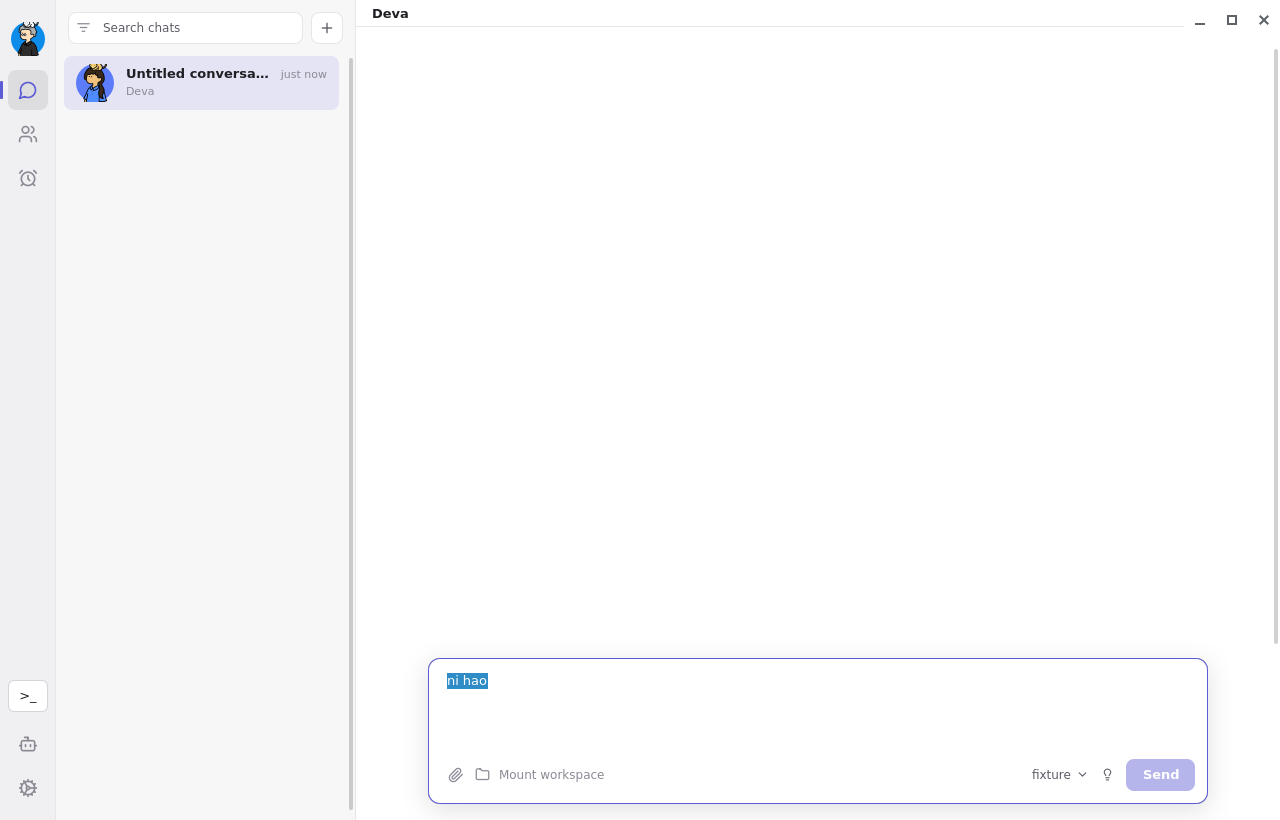 Search chats
Untitled conversa...
just now
Deva
>_
Deva
ni hao
Mount workspace
fixture
Send